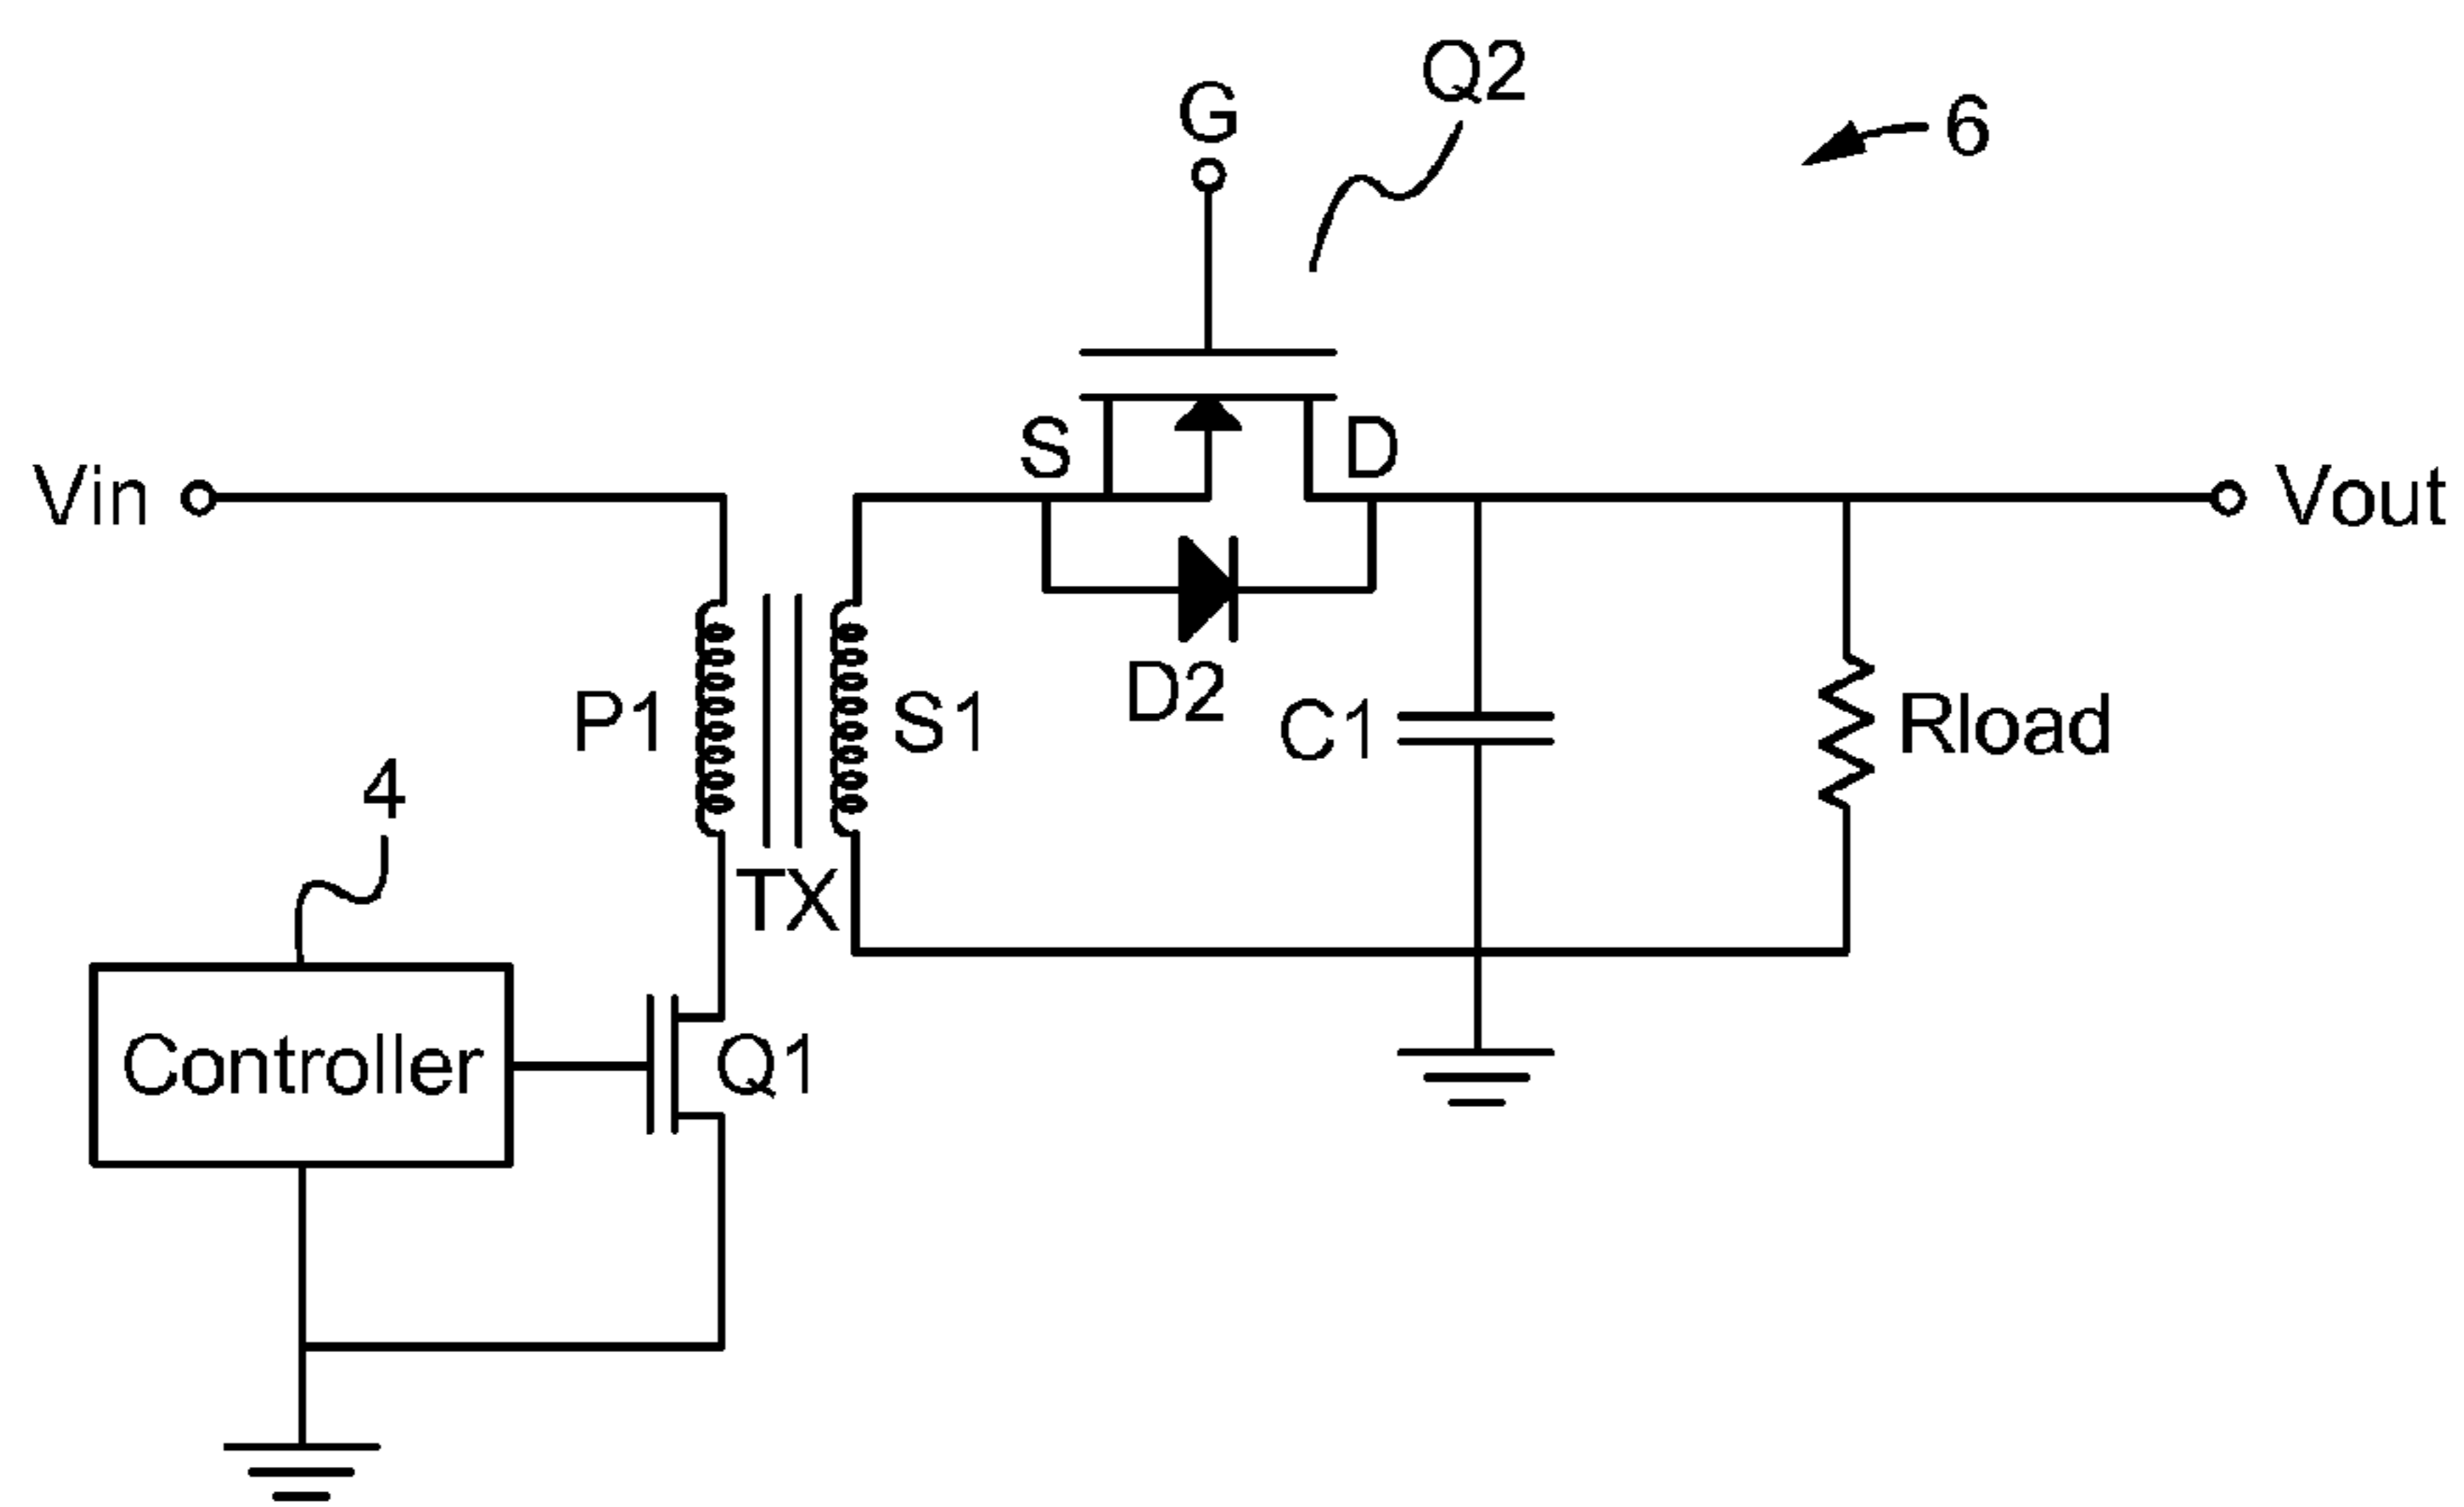 Q2
G
6
S
D
Vin
Vout
P1
S1
D2
C1
Rload
4
TX
Controller
Q1